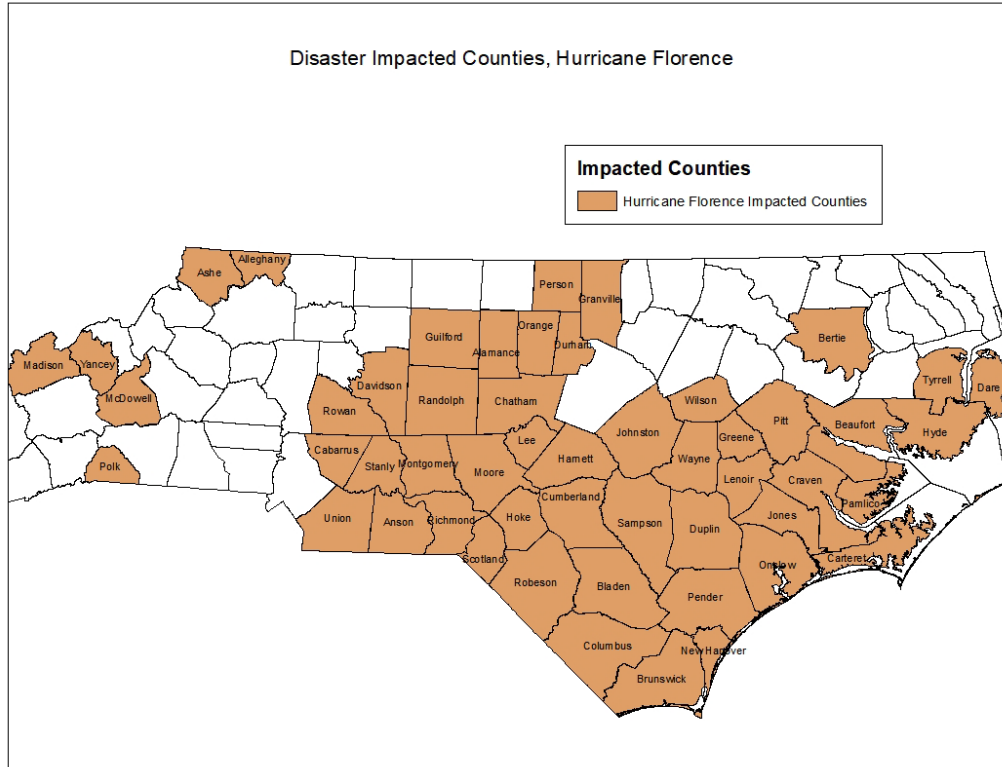 Disaster Impacted Counties, Hurricane Florence
Impacted Counties
Hurricane Florence Impacted Counties
Alleghany
Ashe
Person
Granville
Orange
Guilford
Alamance
Durham
Bertie
Madison
Yancey
McDowell
Tyrrell
Dare
Davidson
Randolph
Chatham
Wilson
Rowan
Pitt
Beaufort
Hyde
Johnston
Greene
Lee
Cabarrus
Stanly
Montgomery
Moore
Harnett
Wayne
Polk
Lenoir
Craven
Cumberland
Pamlico
Union
Anson
Richmond
Hoke
Sampson
Duplin
Jones
Scotland
Carteret
Onslow
Robeson
Bladen
Pender
Columbus
New Hanover
Brunswick